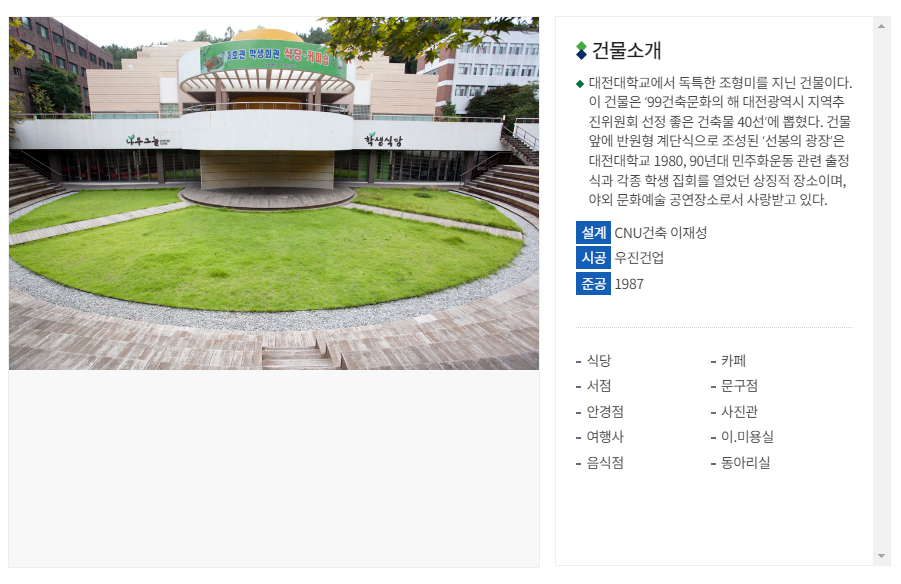 3호관 학생회관 식당·커피숍
나무그늘
학생식당
건물소개
대전대학교에서 독특한 조형미를 지닌 건물이다.
이 건물은 '99건축문화의 해 대전광역시 지역추
진위원회 선정 좋은 건축물 40선'에 뽑혔다. 건물
앞에 반원형 계단식으로 조성된 '선봉의 광장'은
대전대학교 1980, 90년대 민주화운동 관련 출정
식과 각종 학생 집회를 열었던 상징적 장소이며,
야외 문화예술 공연장소로서 사랑받고 있다.
설계 CNU건축 이재성
시공 우진건업
준공 1987
- 식당 - 카페
- 서점 - 문구점
- 안경점 - 사진관
- 여행사 - 이.미용실
- 음식점 - 동아리실